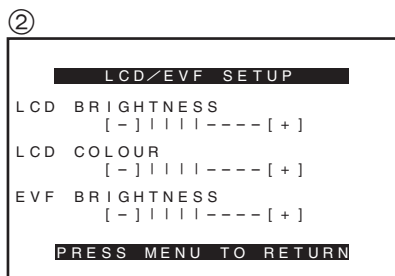 ②
LCD/EVF SETUP
LCD BRIGHTNESS
[-]||||----[+]
LCD COLOUR
[-]||||----[+]
EVF BRIGHTNESS
[-]||||----[+]
PRESS MENU TO RETURN